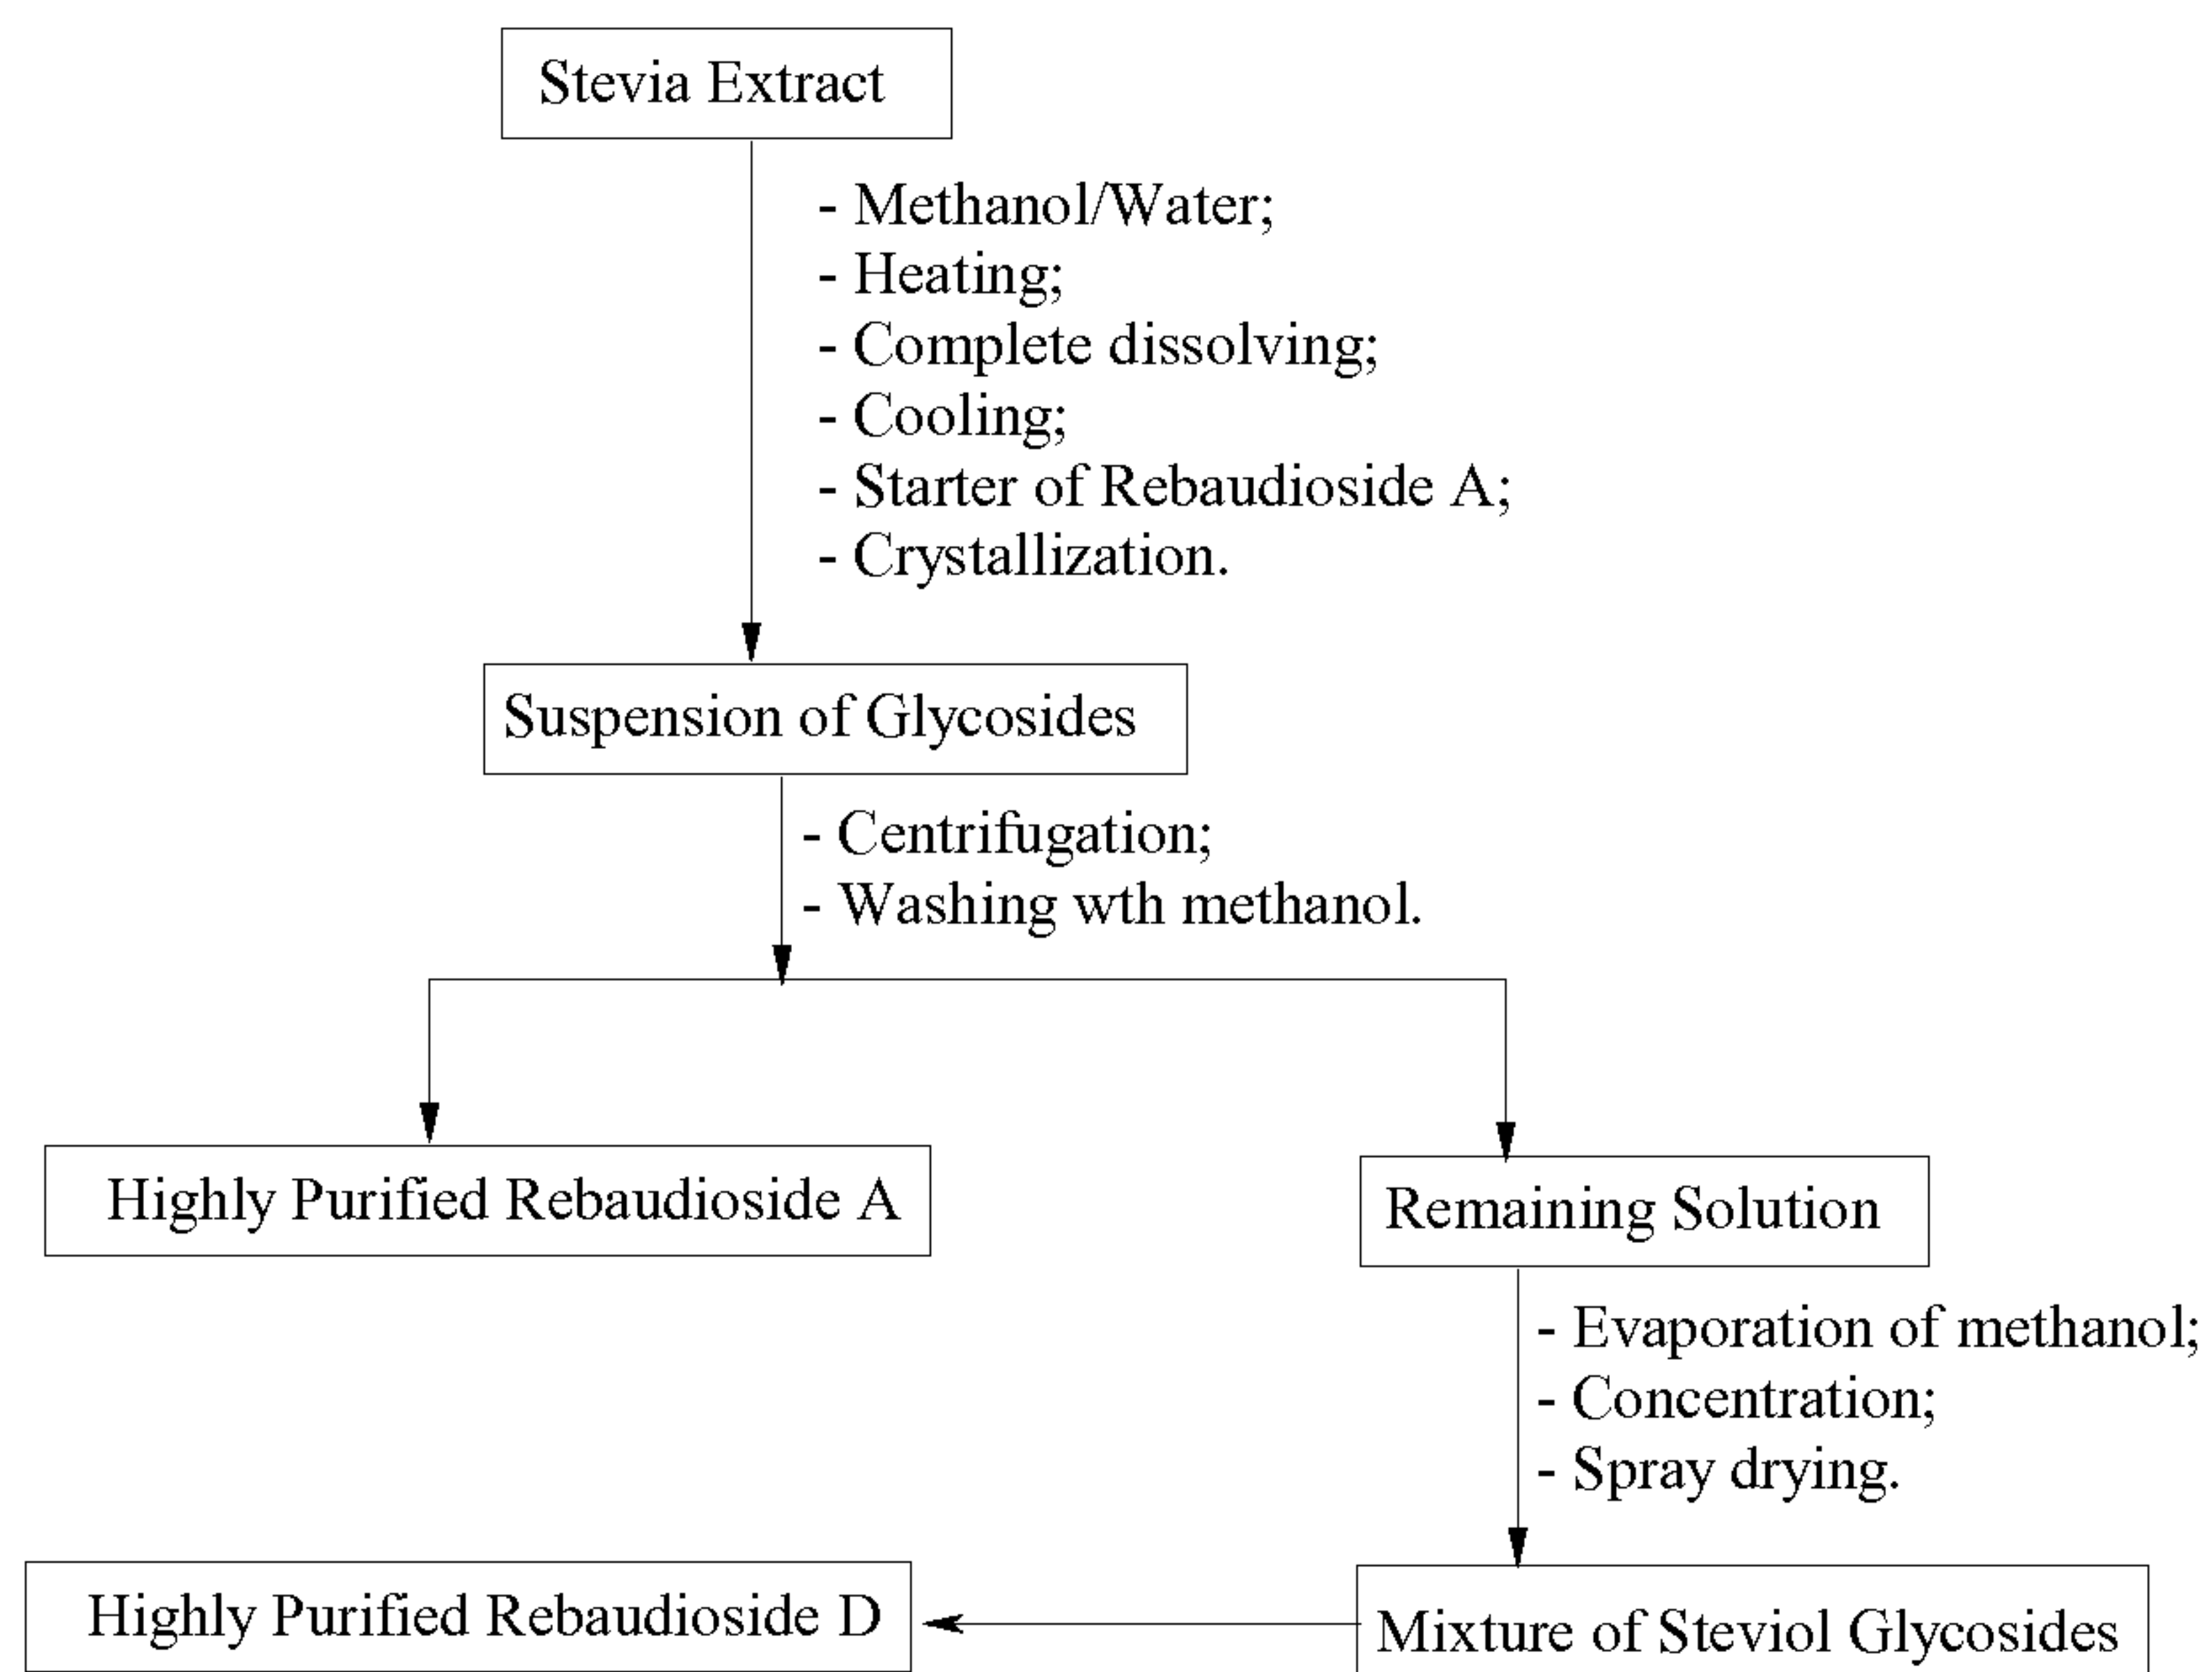 Stevia Extract
- Methanol/Water;
- Heating;
- Complete dissolving;
- Cooling;
- Starter of Rebaudioside A;
- Crystallization.
Suspension of Glycosides
- Centrifugation;
- Washing wth methanol.
Highly Purified Rebaudioside A
Remaining Solution
- Evaporation of methanol;
- Concentration;
- Spray drying.
Highly Purified Rebaudioside D
Mixture of Steviol Glycosides